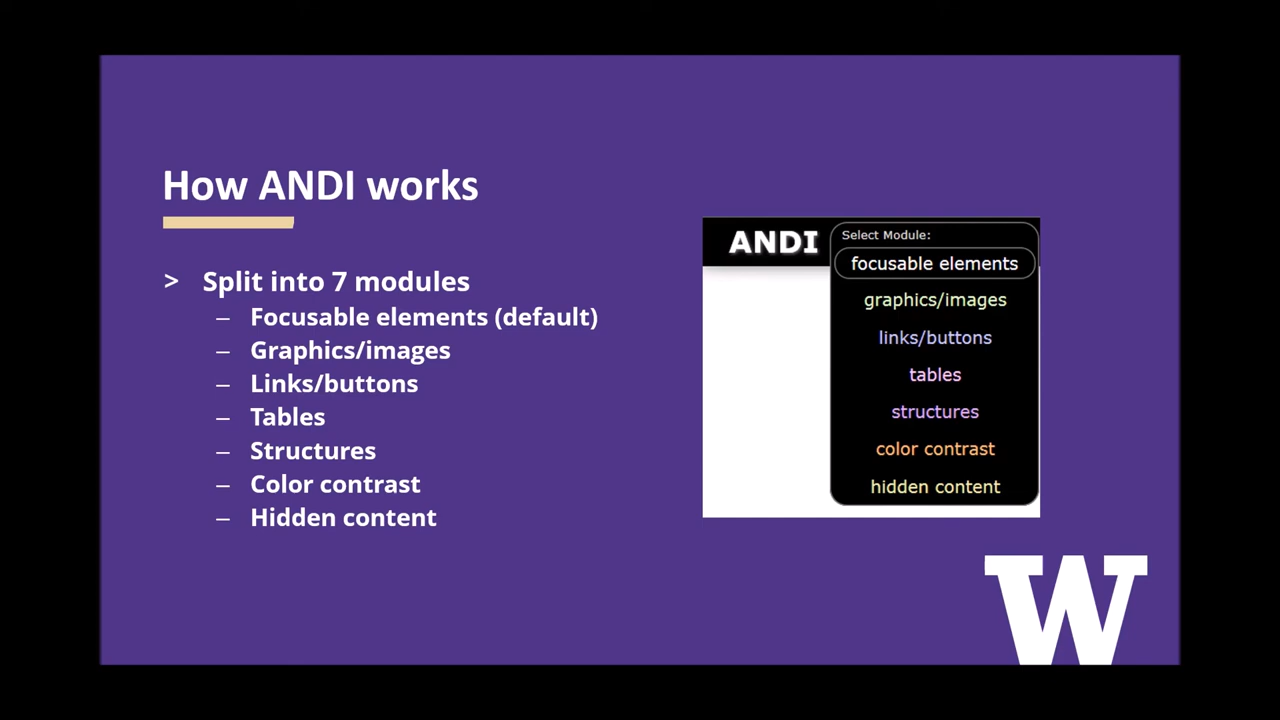 How ANDI works
> Split into 7 modules
– Focusable elements (default)
– Graphics/images
– Links/buttons
– Tables
– Structures
– Color contrast
– Hidden content
ANDI
Select Module:
focusable elements
graphics/images
links/buttons
tables
structures
color contrast
hidden content
W